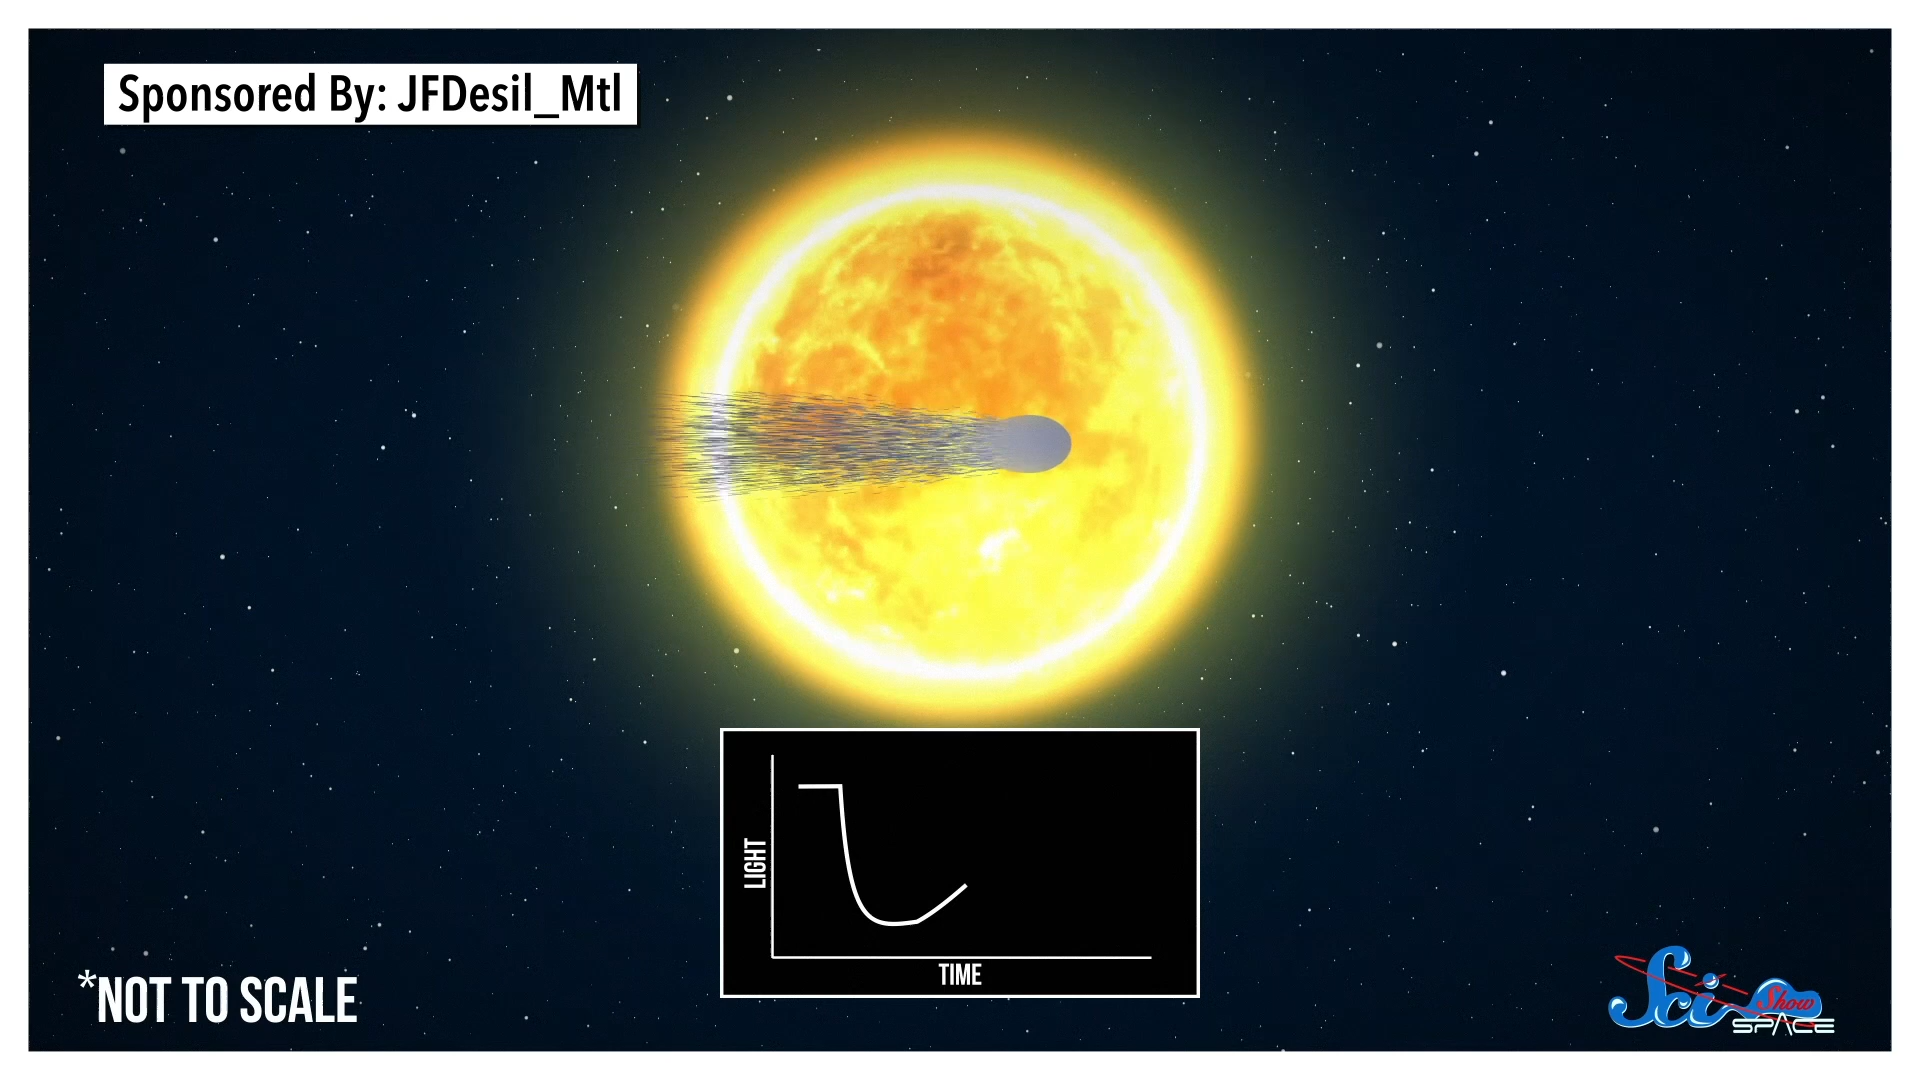 Sponsored By: JFDesil_Mtl
LIGHT
TIME
*NOT TO SCALE
Sci Show
SPACE